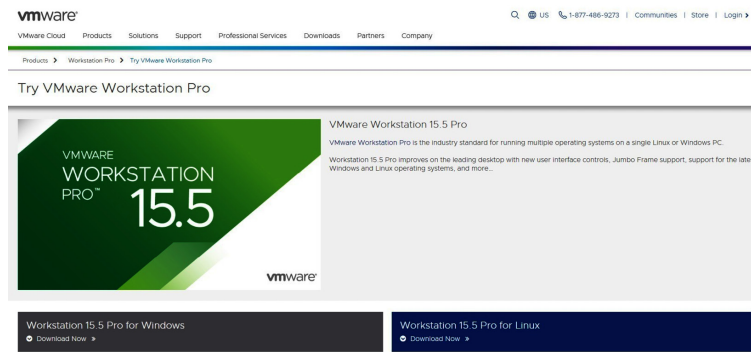 vmware®
US 1-877-486-9273 | Communities | Store | Login
VMware Cloud Products Solutions Support Professional Services Downloads Partners Company
Products Workstation Pro Try VMware Workstation Pro
Try VMware Workstation Pro
VMWARE
WORKSTATION
PRO™ 15.5
vmware®
VMware Workstation 15.5 Pro
VMware Workstation Pro is the industry standard for running multiple operating systems on a single Linux or Windows PC.
Workstation 15.5 Pro improves on the leading desktop with new user interface controls, Jumbo Frame support, support for the late
Windows and Linux operating systems, and more...
Workstation 15.5 Pro for Windows
Download Now »
Workstation 15.5 Pro for Linux
Download Now »